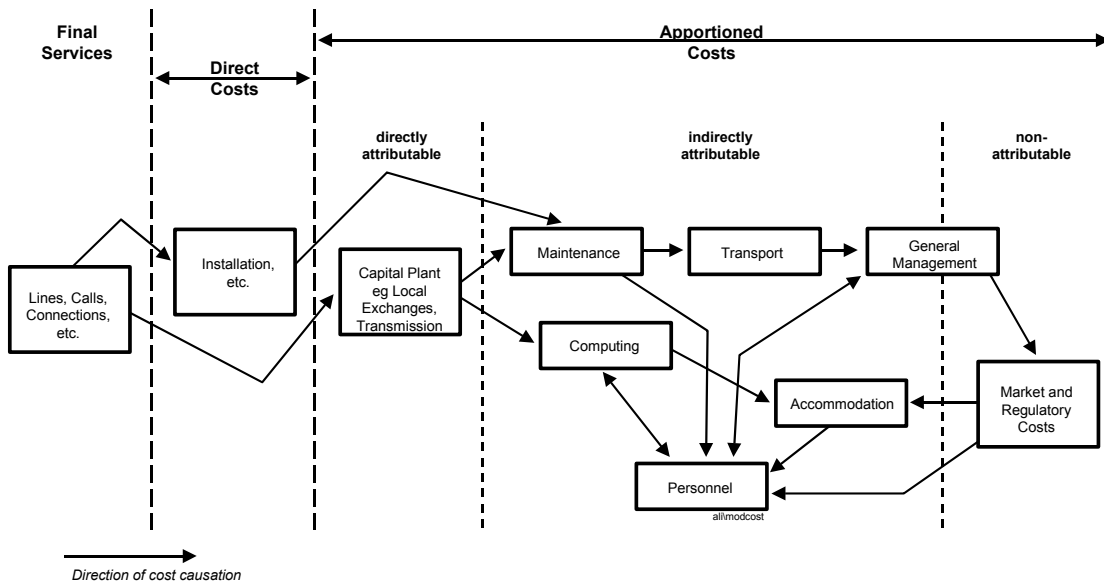 Final
Services
Direct
Costs
Apportioned
Costs
directly
attributable
indirectly
attributable
non-
attributable
Lines, Calls,
Connections,
etc.
Installation,
etc.
Capital Plant
eg Local
Exchanges,
Transmission
Maintenance
Transport
General
Management
Computing
Accommodation
Market and
Regulatory
Costs
Personnel
ali\modcost
Direction of cost causation